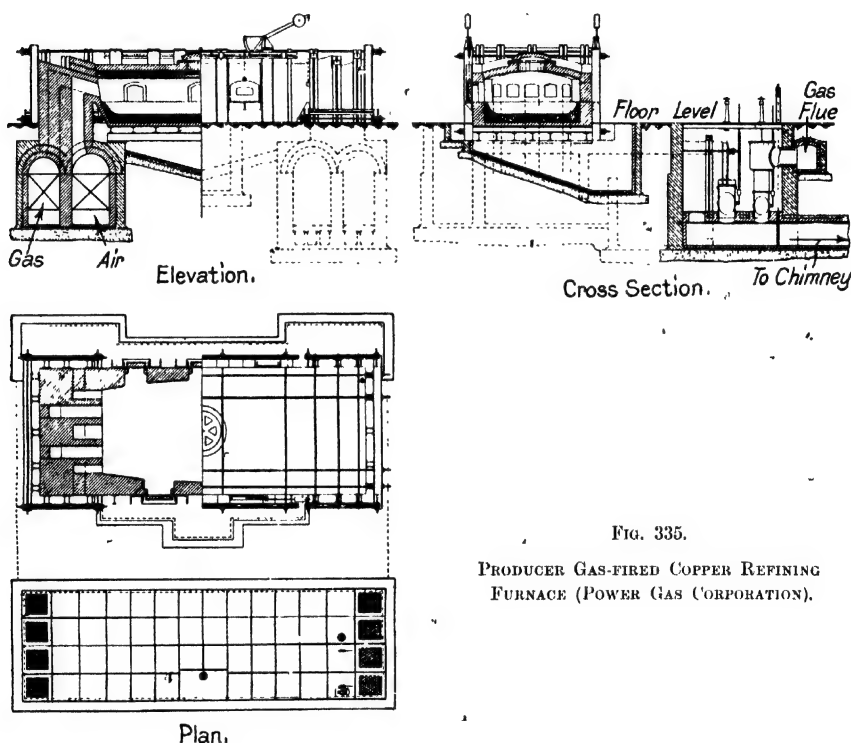 Gas
Air
Elevation.
Floor Level
Gas
Flue
To Chimney
Cross Section.
Plan.
FIG. 335.
PRODUCER GAS-FIRED COPPER REFINING
FURNACE (POWER GAS CORPORATION).